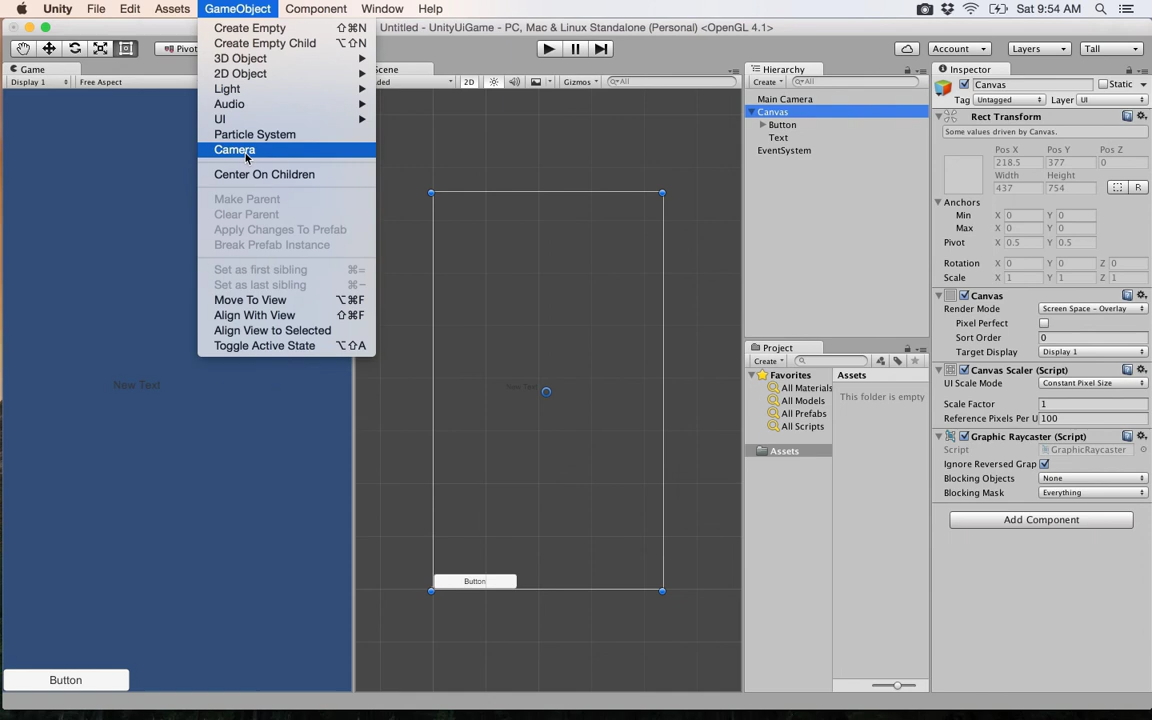 Unity File Edit Assets GameObject Component Window Help Sat 9:54 AM
Untitled - UnityUiGame - PC, Mac & Linux Standalone (Personal) <OpenGL 4.1>
Pivot Account Layers Tall
Game
Display 1 Free Aspect
Create Empty ⇧⌘N
Create Empty Child ⌥⇧N
3D Object
2D Object
Light
Audio
UI
Particle System
Camera
Center On Children
Make Parent
Clear Parent
Apply Changes To Prefab
Break Prefab Instance
Set as first sibling ⌘=
Set as last sibling ⌘-
Move To View ⌥⌘F
Align With View ⇧⌘F
Align View to Selected
Toggle Active State ⌥⇧A
New Text
Button
Scene
ded 2D Gizmos All
New Text
Button
Hierarchy
Create All
Main Camera
Canvas
Button
Text
EventSystem
Project
Create
Favorites
All Materials
All Models
All Prefabs
All Scripts
Assets
Assets
This folder is empty
Inspector
Canvas Static
Tag Untagged Layer UI
Rect Transform
Some values driven by Canvas.
Pos X Pos Y Pos Z
218.5 377 0
Width Height
437 754 R
Anchors
Min X 0 Y 0
Max X 0 Y 0
Pivot X 0.5 Y 0.5
Rotation X 0 Y 0 Z 0
Scale X 1 Y 1 Z 1
Canvas
Render Mode Screen Space - Overlay
Pixel Perfect
Sort Order 0
Target Display Display 1
Canvas Scaler (Script)
UI Scale Mode Constant Pixel Size
Scale Factor 1
Reference Pixels Per U 100
Graphic Raycaster (Script)
Script GraphicRaycaster
Ignore Reversed Grap
Blocking Objects None
Blocking Mask Everything
Add Component